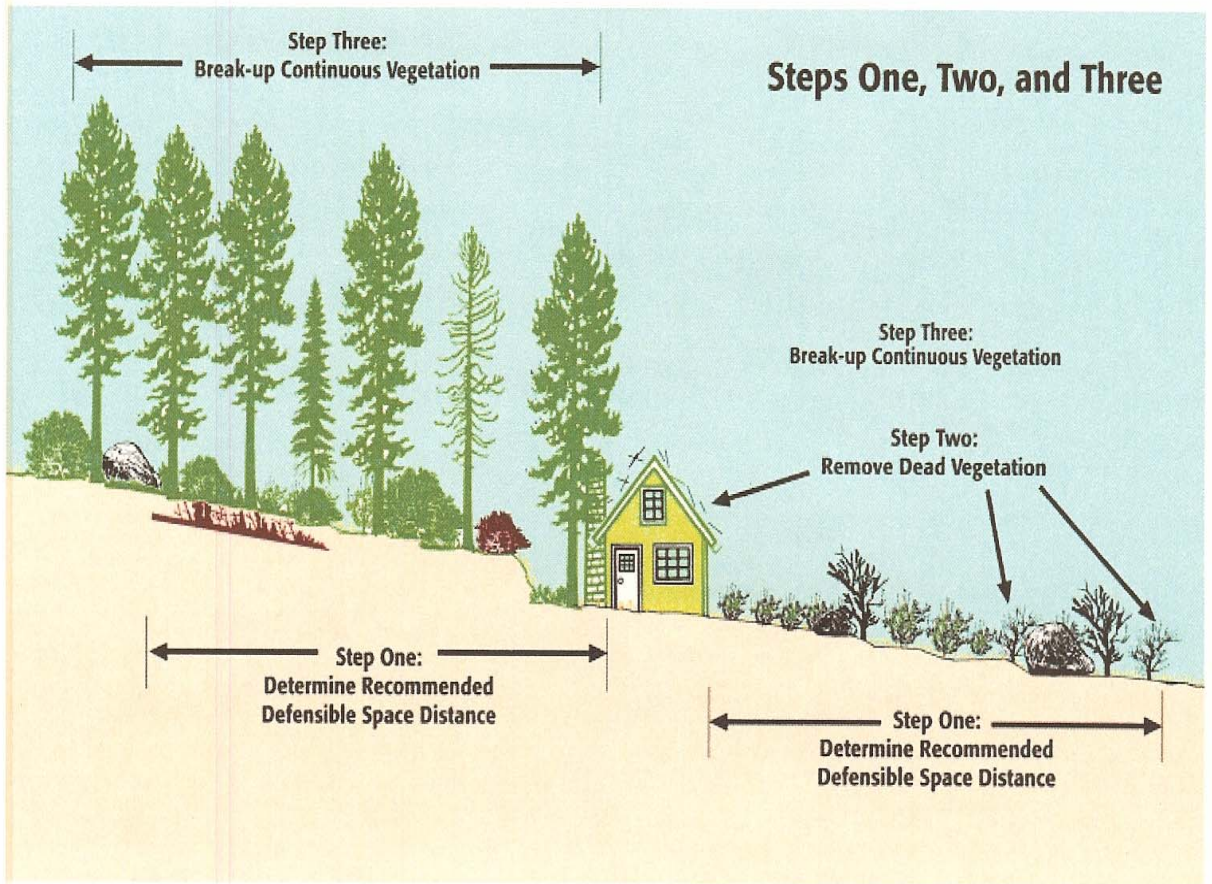 Step Three:
Break-up Continuous Vegetation
Steps One, Two, and Three
Step Three:
Break-up Continuous Vegetation
Step Two:
Remove Dead Vegetation
Step One:
Determine Recommended
Defensible Space Distance
Step One:
Determine Recommended
Defensible Space Distance